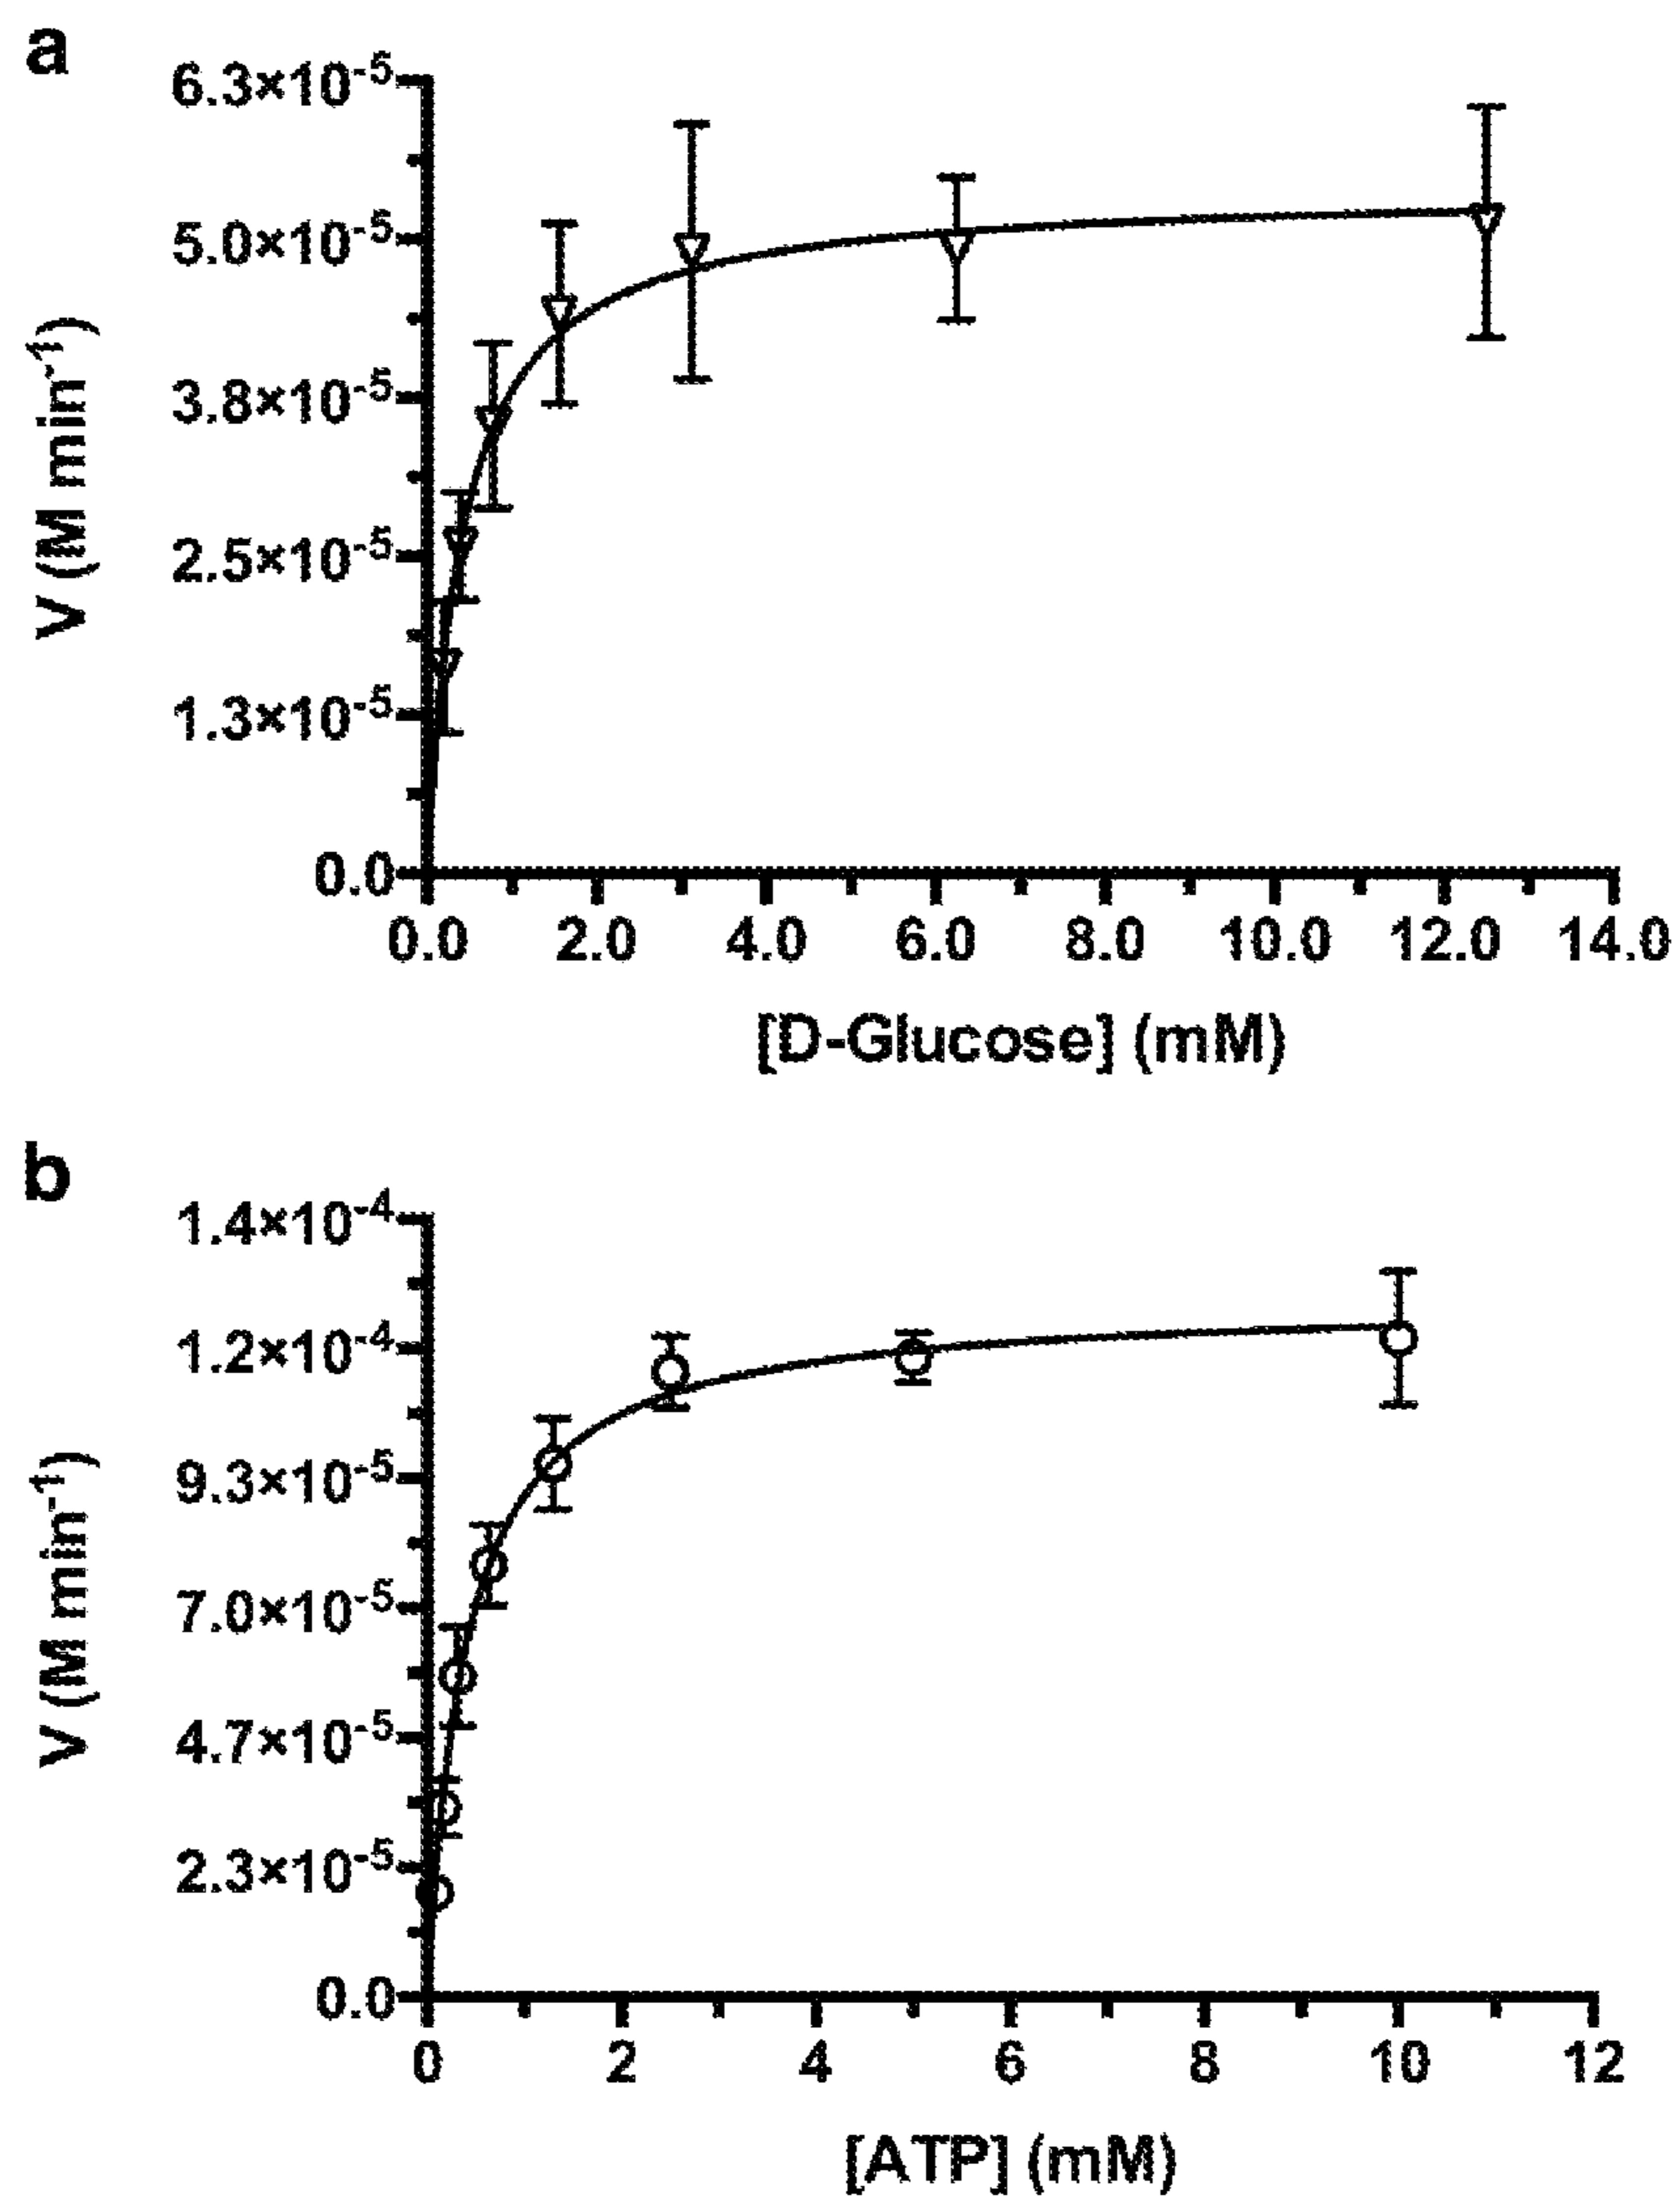 a
6.3×10⁻⁵
5.0×10⁻⁵
3.8×10⁻⁵
2.5×10⁻⁵
1.3×10⁻⁵
0.0
V (M min⁻¹)
0.0 2.0 4.0 6.0 8.0 10.0 12.0 14.0
[D-Glucose] (mM)
b
1.4×10⁻⁴
1.2×10⁻⁴
9.3×10⁻⁵
7.0×10⁻⁵
4.7×10⁻⁵
2.3×10⁻⁵
0.0
V (M min⁻¹)
0 2 4 6 8 10 12
[ATP] (mM)